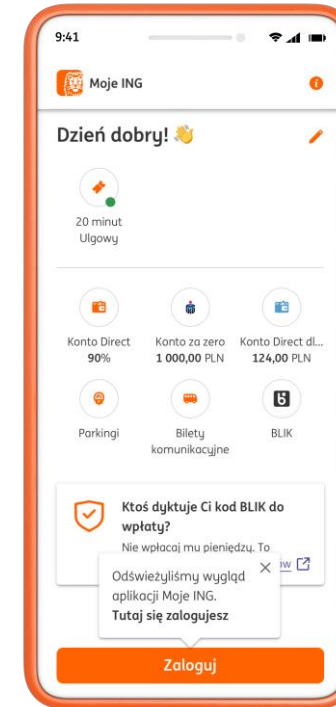 9:41
Moje ING
Dzień dobry! 👋
20 minut
Ulgowy
Konto Direct
90%
Konto za zero
1 000,00 PLN
Konto Direct dl...
124,00 PLN
Parkingi
Bilety
komunikacyjne
BLIK
Ktoś dyktuje Ci kod BLIK do
wpłaty?
Nie wpłacaj mu pieniędzy. To
Odświeżyliśmy wygląd
aplikacji Moje ING.
Tutaj się zalogujesz
Zaloguj